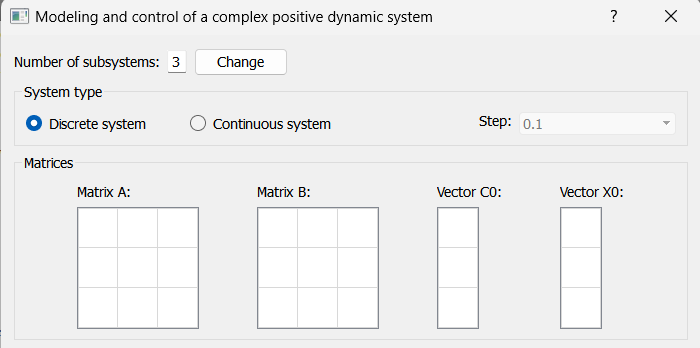 Modeling and control of a complex positive dynamic system ?
Number of subsystems: 3 Change
System type
Discrete system Continuous system Step: 0.1
Matrices
Matrix A: Matrix B: Vector C0: Vector X0: